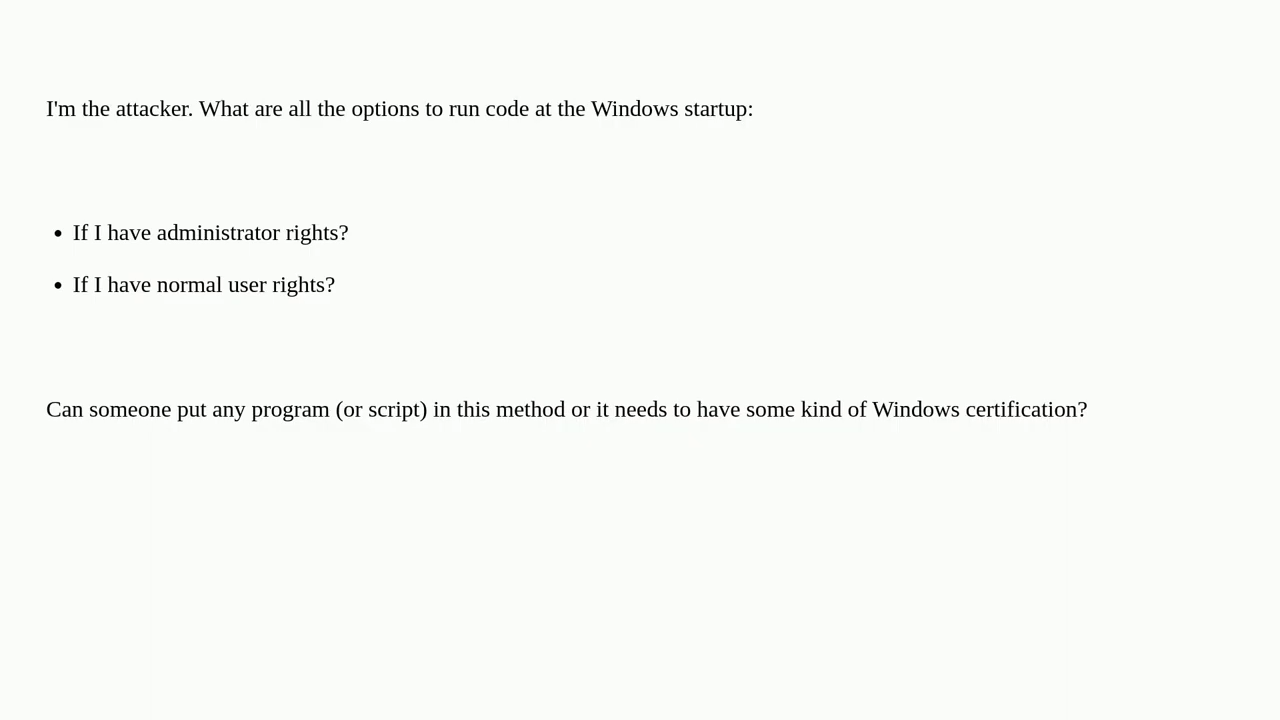 I'm the attacker. What are all the options to run code at the Windows startup:
• If I have administrator rights?
• If I have normal user rights?
Can someone put any program (or script) in this method or it needs to have some kind of Windows certification?